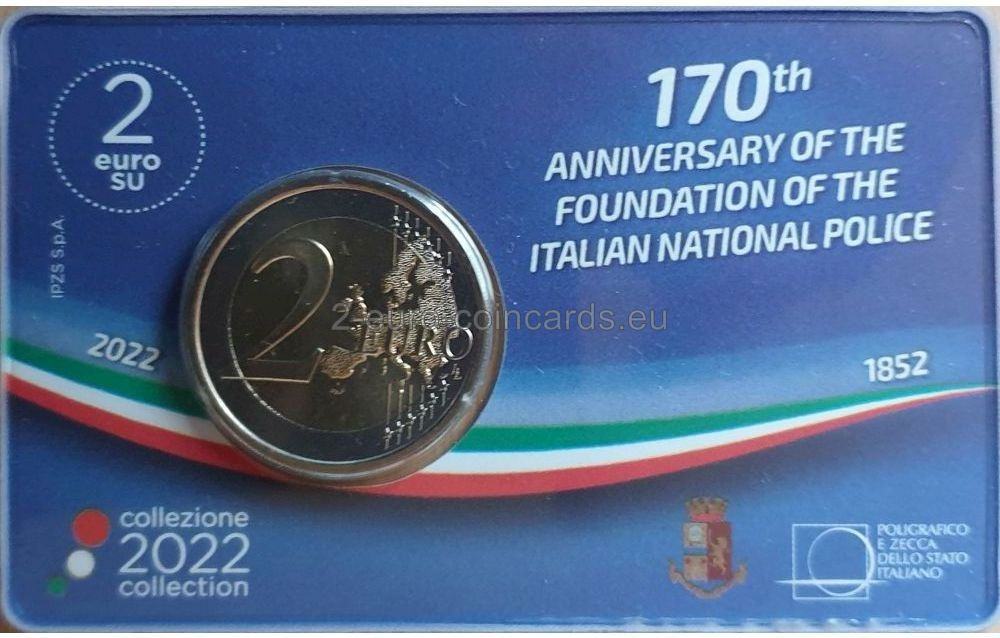 2
euro
SU
170th
ANNIVERSARY OF THE
FOUNDATION OF THE
ITALIAN NATIONAL POLICE
IPZS S.p.A.
2
2-euro-coincards.eu
EURO
2022
1852
collezione
2022
collection
POLIGRAFICO
E ZECCA
DELLO STATO
ITALIANO